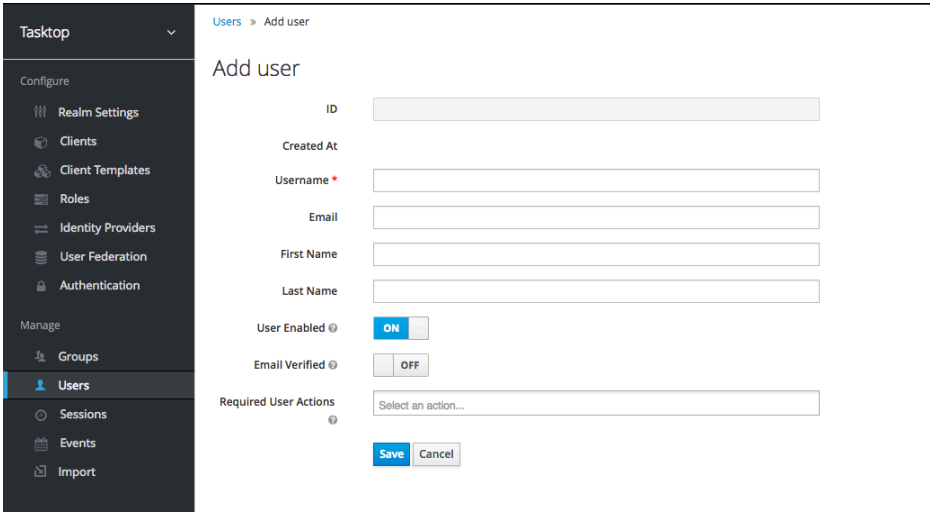 Tasktop
Configure
Realm Settings
Clients
Client Templates
Roles
Identity Providers
User Federation
Authentication
Manage
Groups
Users
Sessions
Events
Import
Users » Add user
Add user
ID
Created At
Username *
Email
First Name
Last Name
User Enabled ON
Email Verified OFF
Required User Actions Select an action...
Save Cancel